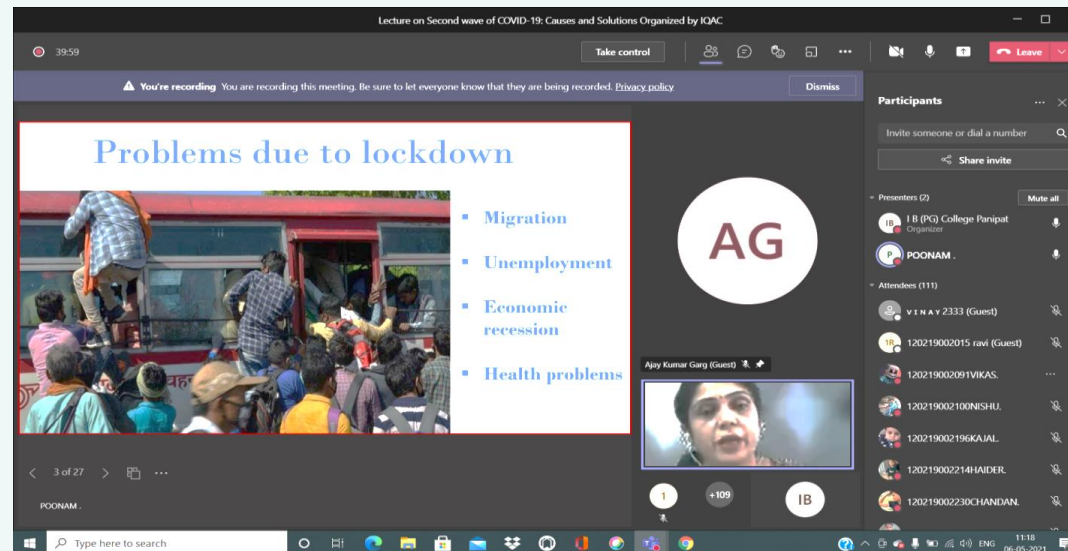 Lecture on Second wave of COVID-19: Causes and Solutions Organized by IQAC
39:59
Take control
Leave
You're recording You are recording this meeting. Be sure to let everyone know that they are being recorded. Privacy policy
Dismiss
Problems due to lockdown
▪ Migration
▪ Unemployment
▪ Economic
recession
▪ Health problems
3 of 27
POONAM .
AG
Ajay Kumar Garg (Guest)
1
+109
IB
Participants
Invite someone or dial a number
Share invite
Presenters (2)
Mute all
IB
I B (PG) College Panipat
Organizer
P
POONAM .
Attendees (111)
V I N A Y 2333 (Guest)
1R
120219002015 ravi (Guest)
120219002091VIKAS.
120219002100NISHU.
120219002196KAJAL.
120219002214HAIDER.
120219002230CHANDAN.
Type here to search
ENG
11:18
06-05-2021